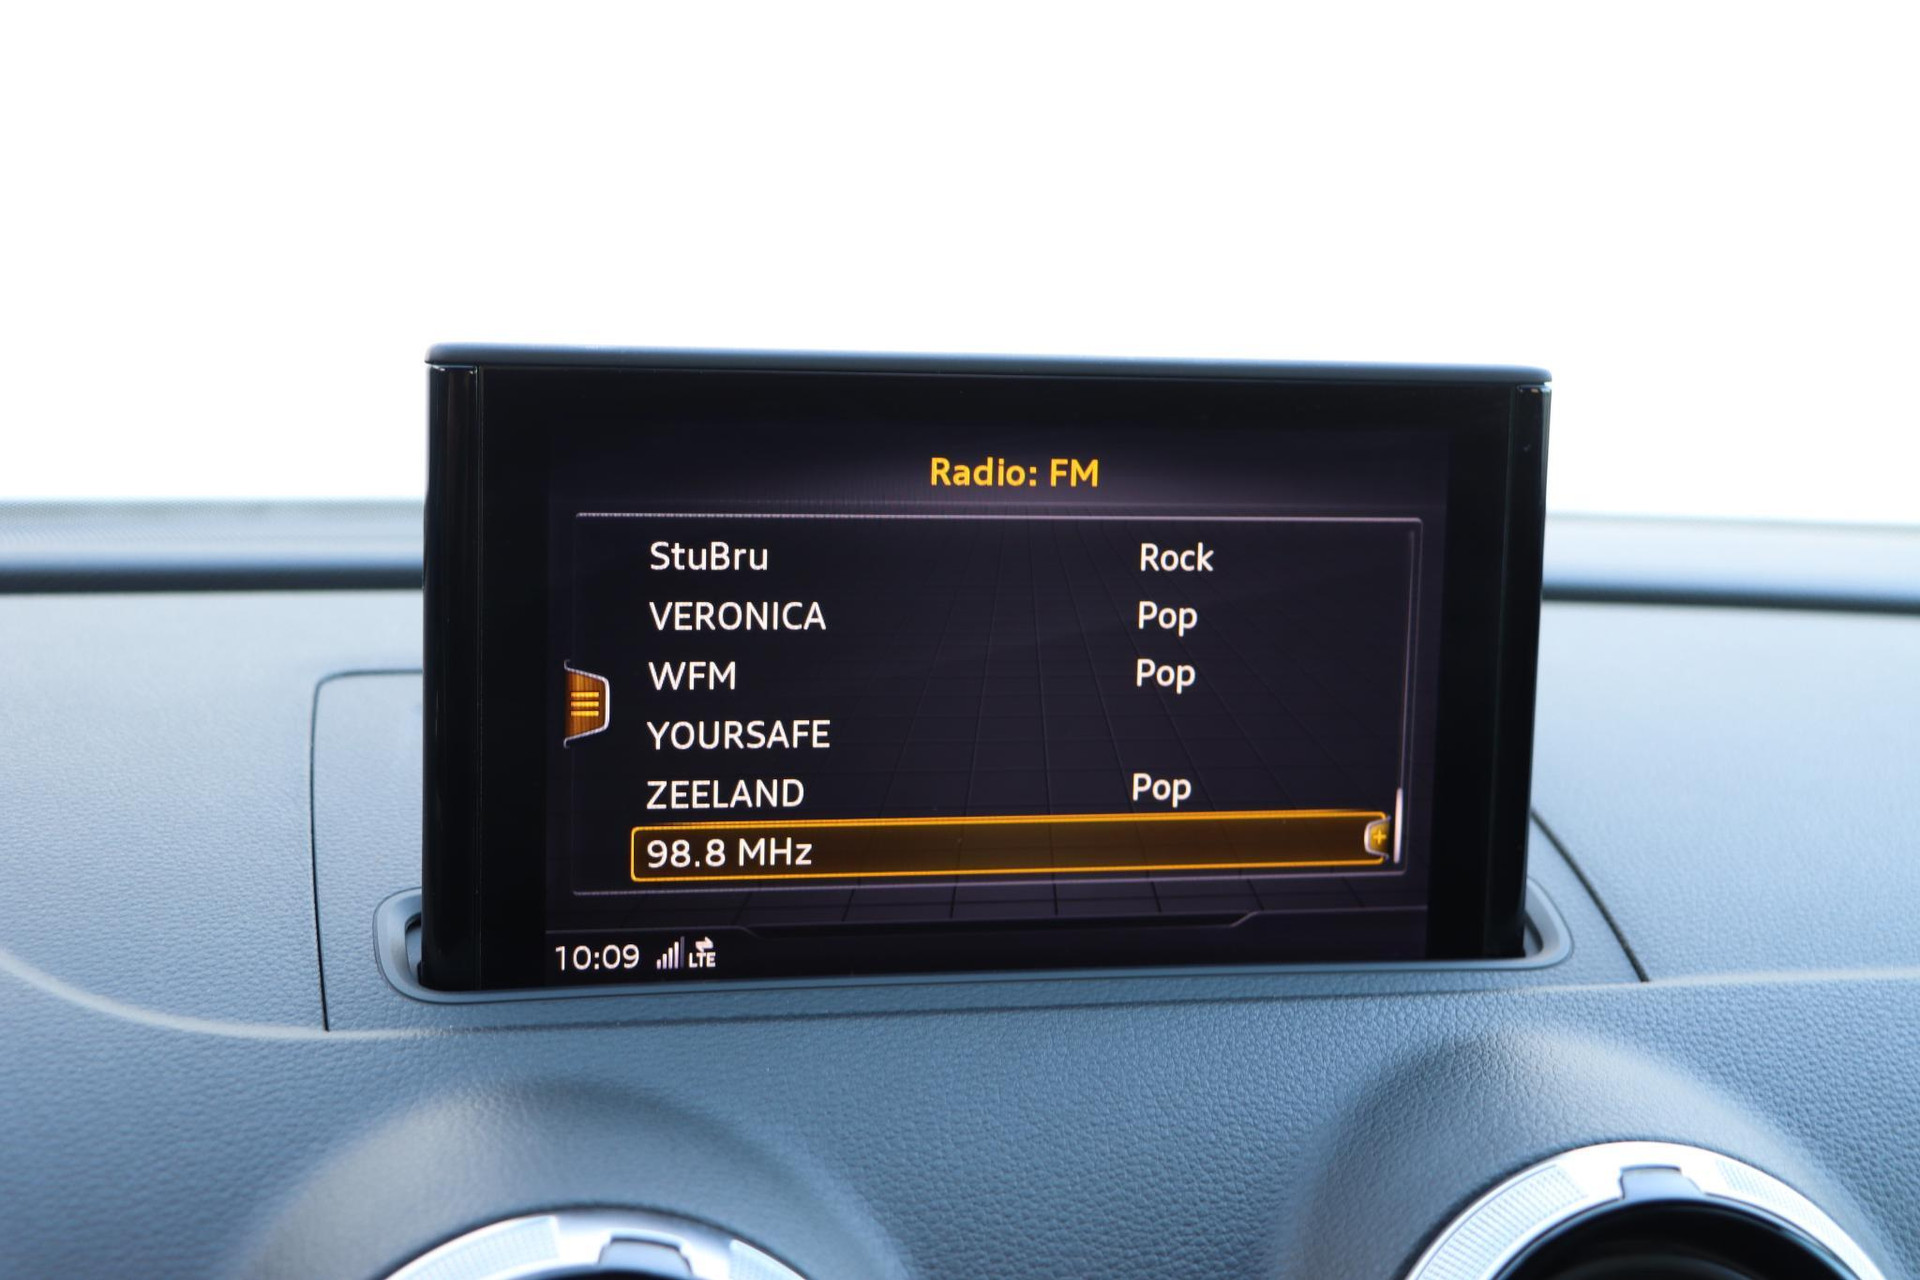 Radio: FM
StuBru Rock
VERONICA Pop
WFM Pop
YOURSAFE
ZEELAND Pop
98.8 MHz
10:09 LTE